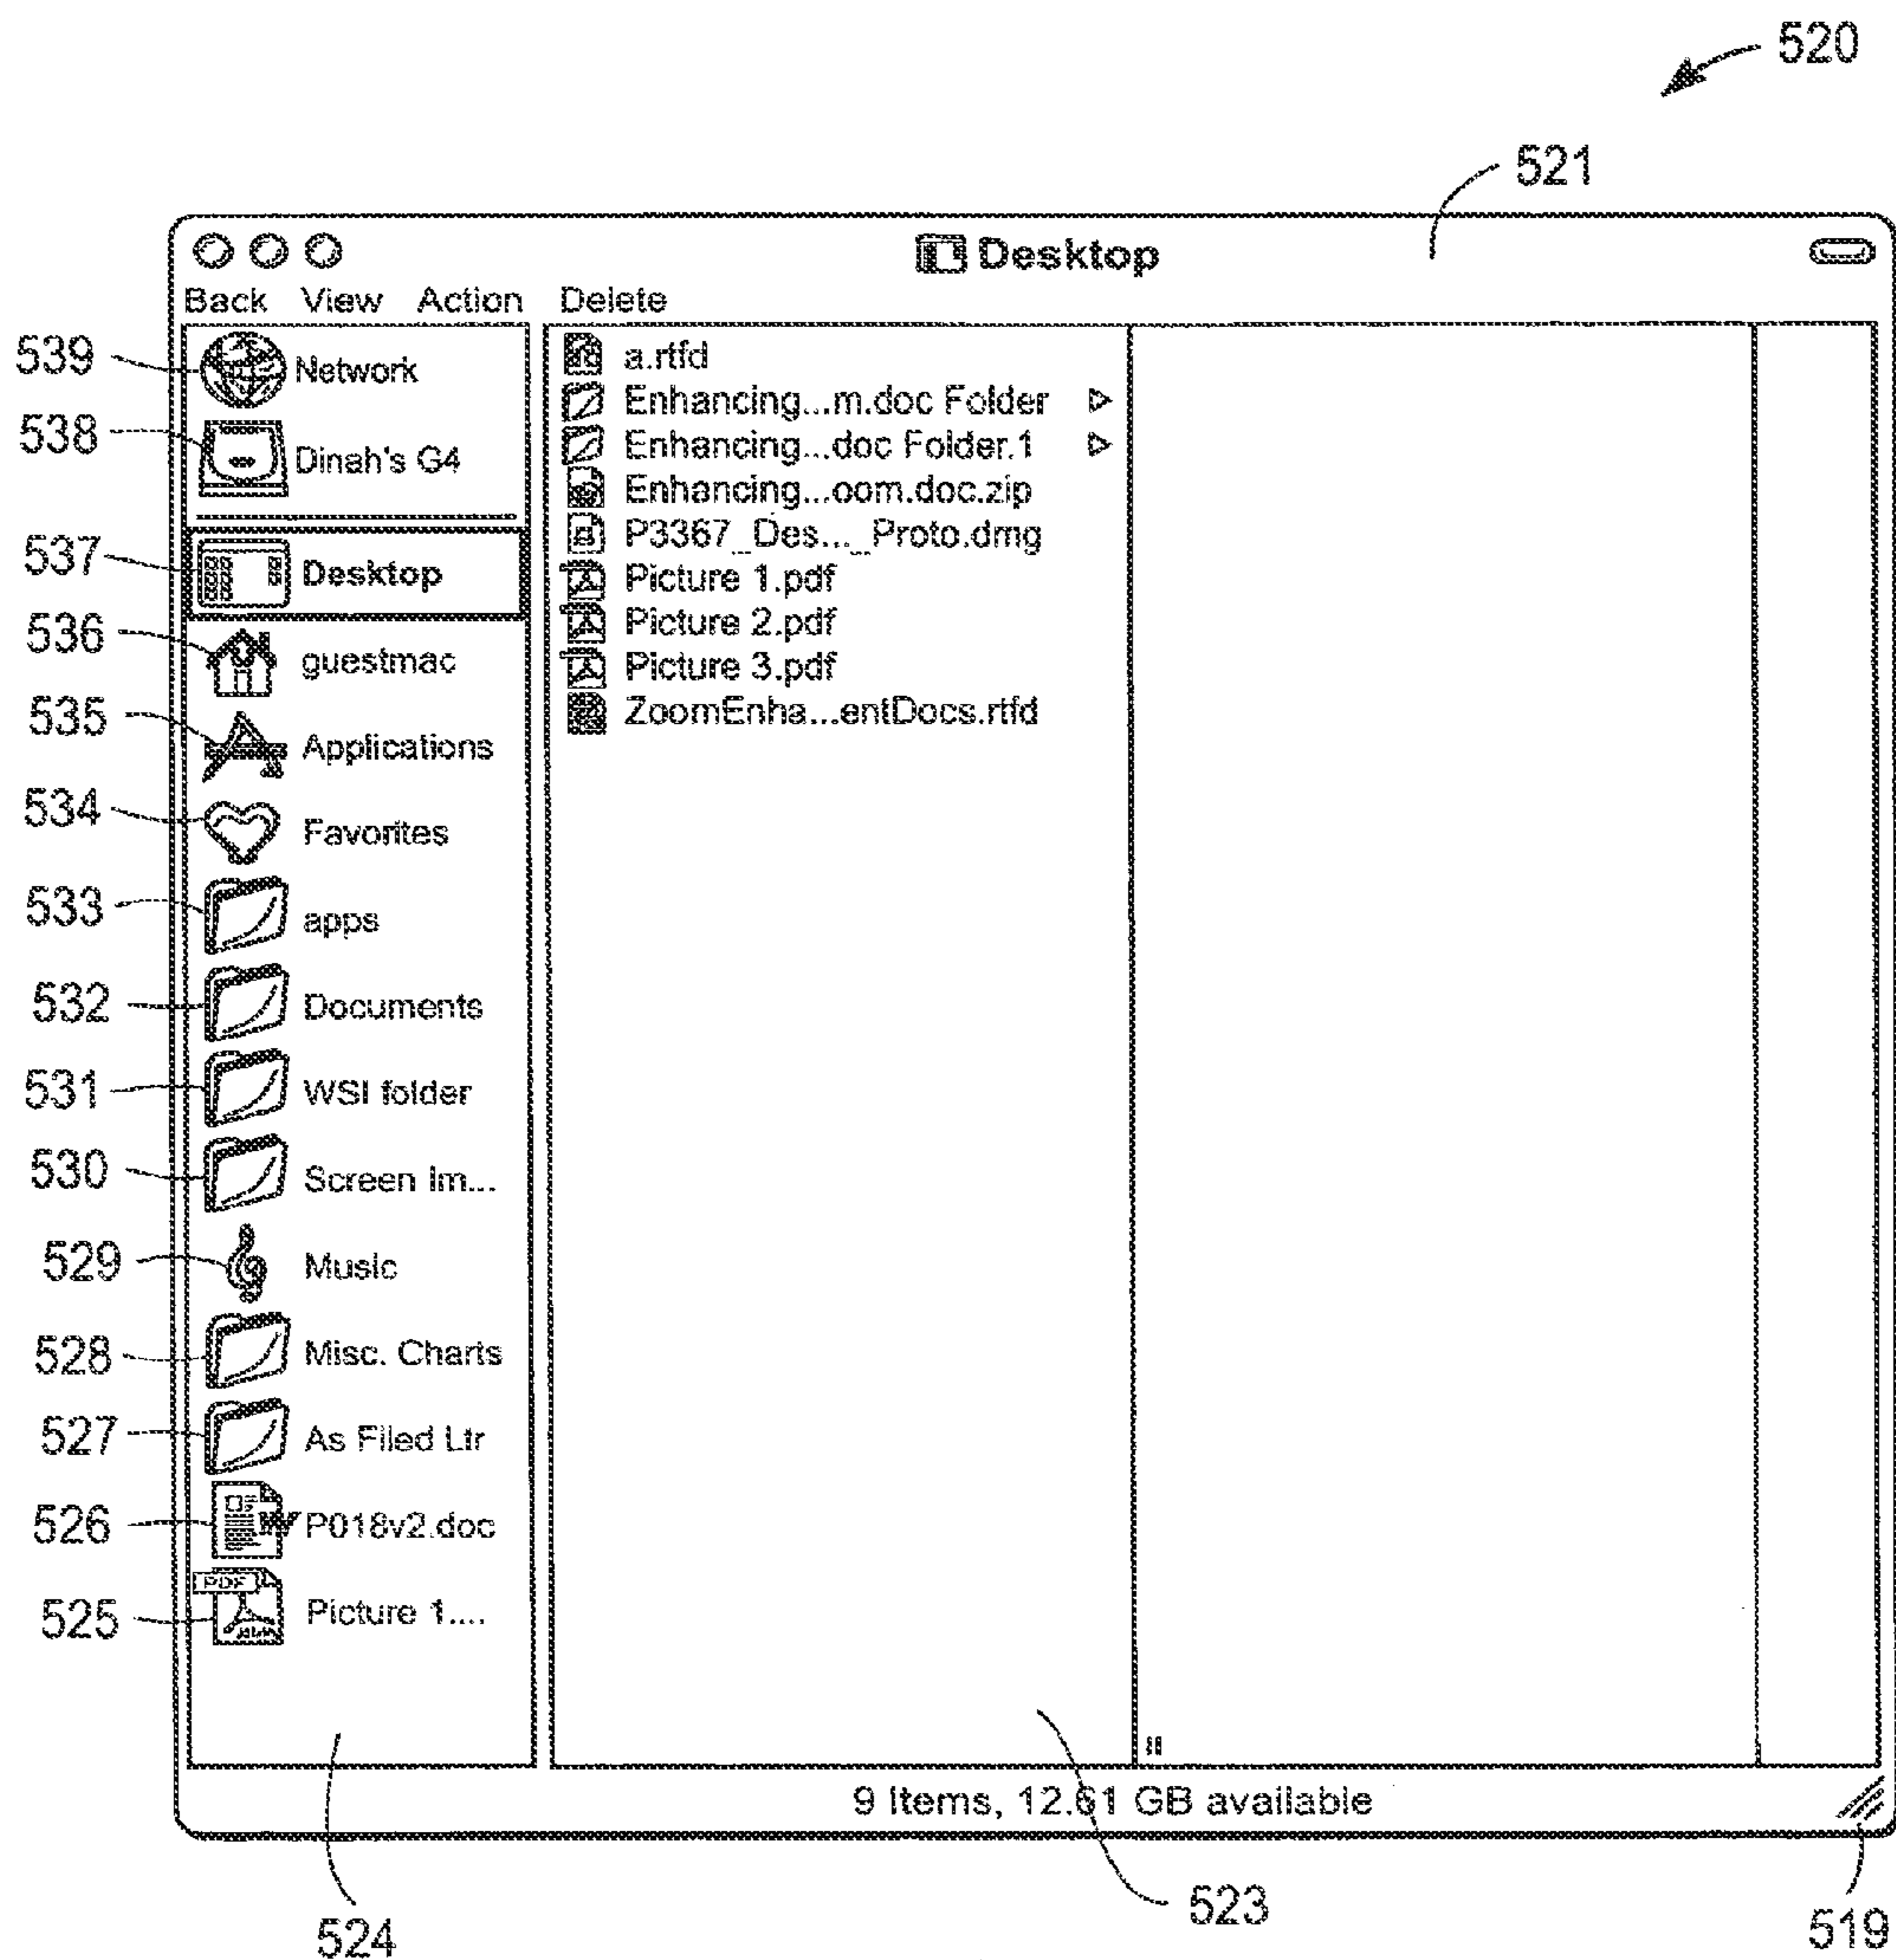 520
521
Desktop
Back View Action Delete
539 Network
538 Dinah's G4
537 Desktop
536 guestmac
535 Applications
534 Favorites
533 apps
532 Documents
531 WSI folder
530 Screen Im...
529 Music
528 Misc. Charts
527 As Filed Ltr
526 P018v2.doc
PDF
525 Picture 1....
a.rtfd
Enhancing...m.doc Folder
Enhancing...doc Folder.1
Enhancing...oom.doc.zip
P3367_Des..._Proto.dmg
Picture 1.pdf
Picture 2.pdf
Picture 3.pdf
ZoomEnha...entDocs.rtfd
9 items, 12.61 GB available
524
523
519